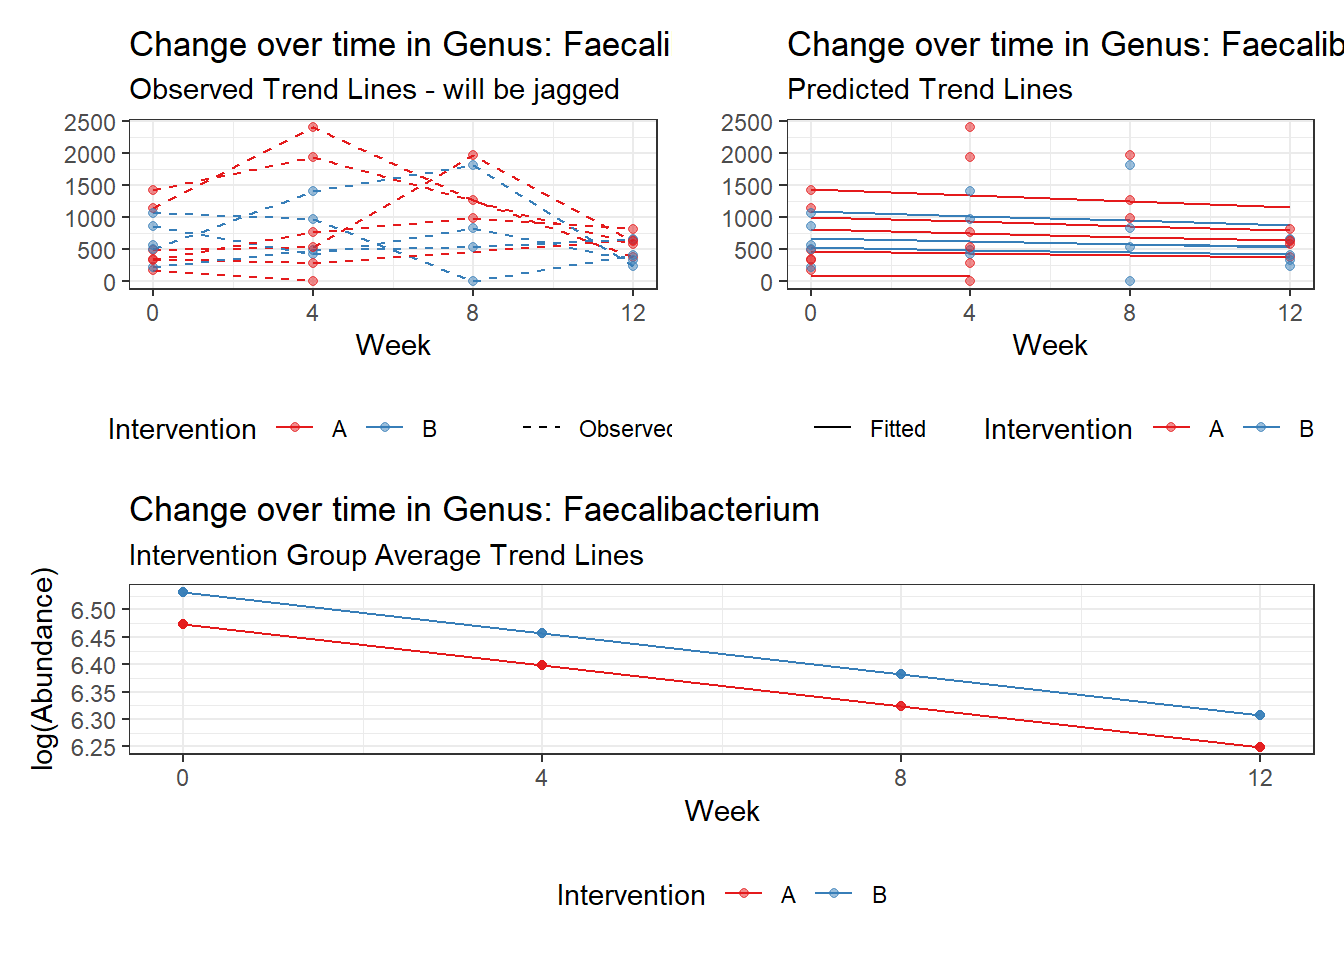 Change over time in Genus: Faecali
Observed Trend Lines - will be jagged
2500
2000
1500
1000
500
0
0 4 8 12
Week
Intervention A B Observed
Change over time in Genus: Faecalib
Predicted Trend Lines
2500
2000
1500
1000
500
0
0 4 8 12
Week
Fitted Intervention A B
Change over time in Genus: Faecalibacterium
Intervention Group Average Trend Lines
log(Abundance)
6.50
6.45
6.40
6.35
6.30
6.25
0 4 8 12
Week
Intervention A B